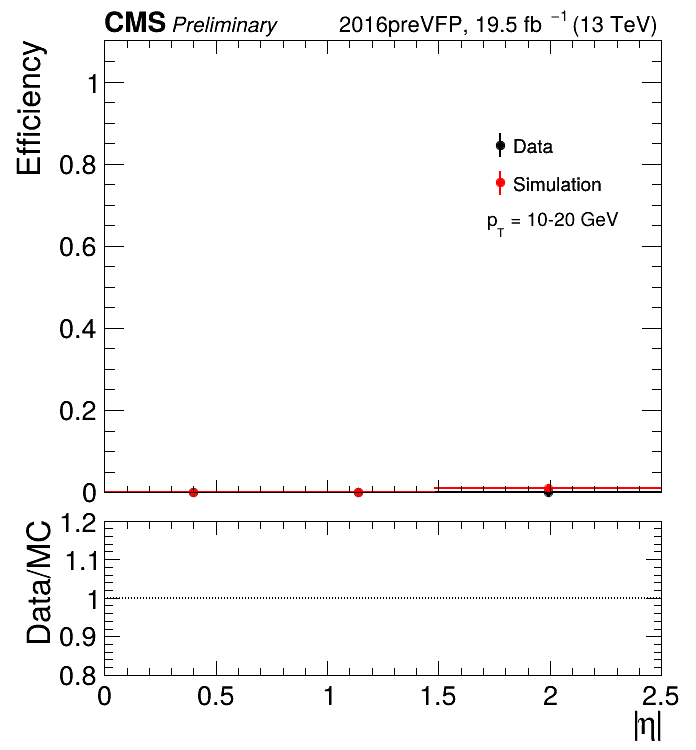 CMS Preliminary 2016preVFP, 19.5 fb⁻¹ (13 TeV)
Efficiency
1
0.8
0.6
0.4
0.2
0
Data
Simulation
p_T = 10-20 GeV
Data/MC
1.2
1.1
1
0.9
0.8
0 0.5 1 1.5 2 2.5
|η|